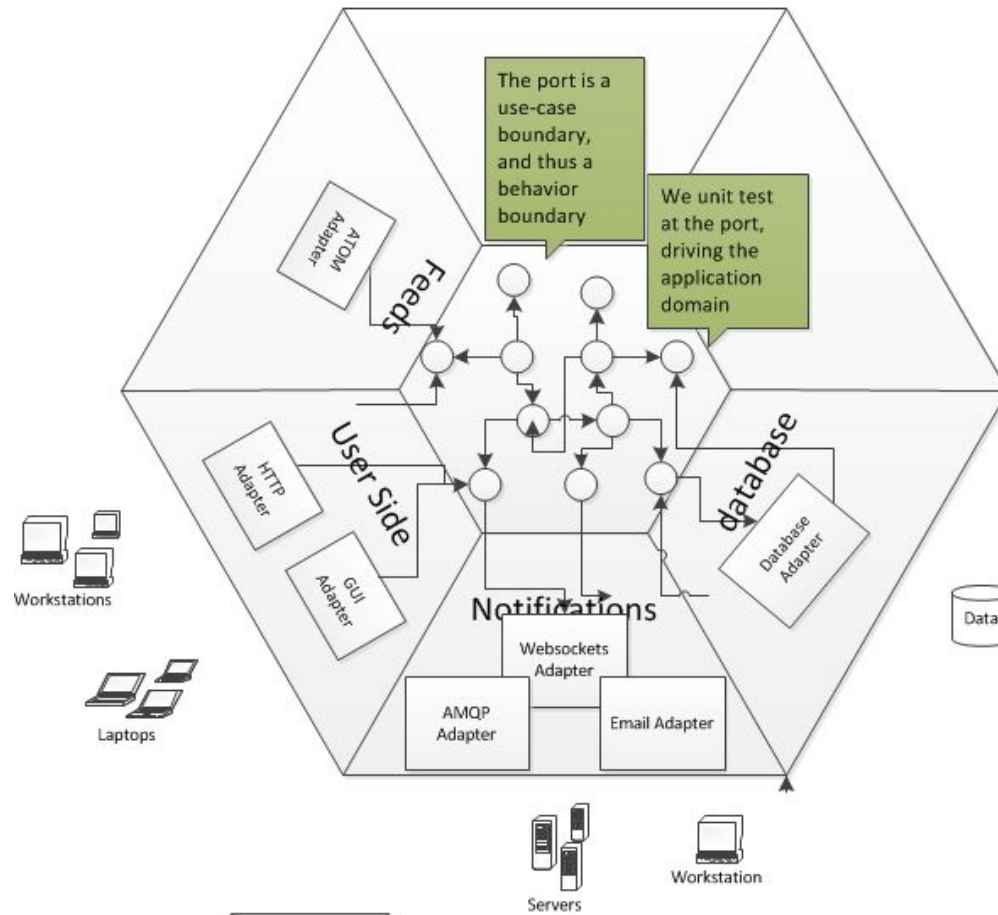 The port is a
use-case
boundary,
and thus a
behavior
boundary
We unit test
at the port,
driving the
application
domain
ATOM
Adapter
Feeds
User Side
HTTP
Adapter
GUI
Adapter
database
Database
Adapter
Notifications
Websockets
Adapter
AMQP
Adapter
Email Adapter
Workstations
Laptops
Data
Servers
Workstation